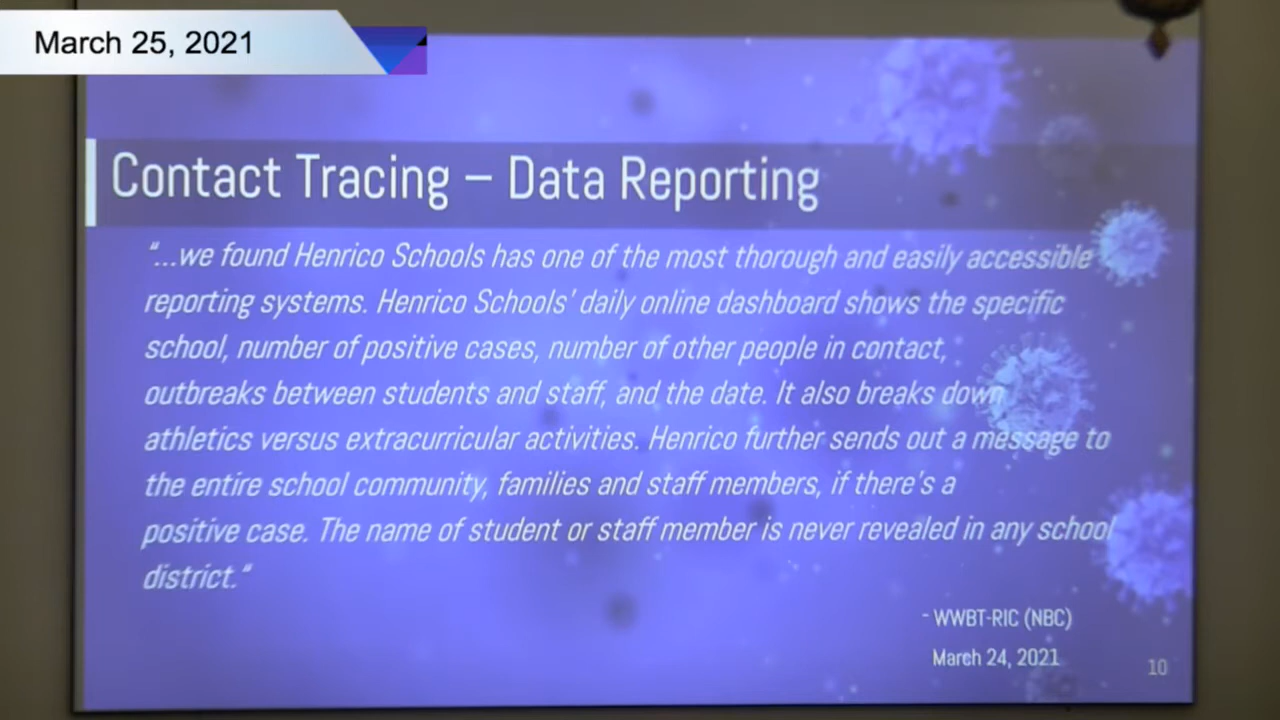 March 25, 2021
Contact Tracing – Data Reporting
“...we found Henrico Schools has one of the most thorough and easily accessible
reporting systems. Henrico Schools’ daily online dashboard shows the specific
school, number of positive cases, number of other people in contact,
outbreaks between students and staff, and the date. It also breaks down
athletics versus extracurricular activities. Henrico further sends out a message to
the entire school community, families and staff members, if there’s a
positive case. The name of student or staff member is never revealed in any school
district.“
- WWBT-RIC (NBC)
March 24, 2021
10